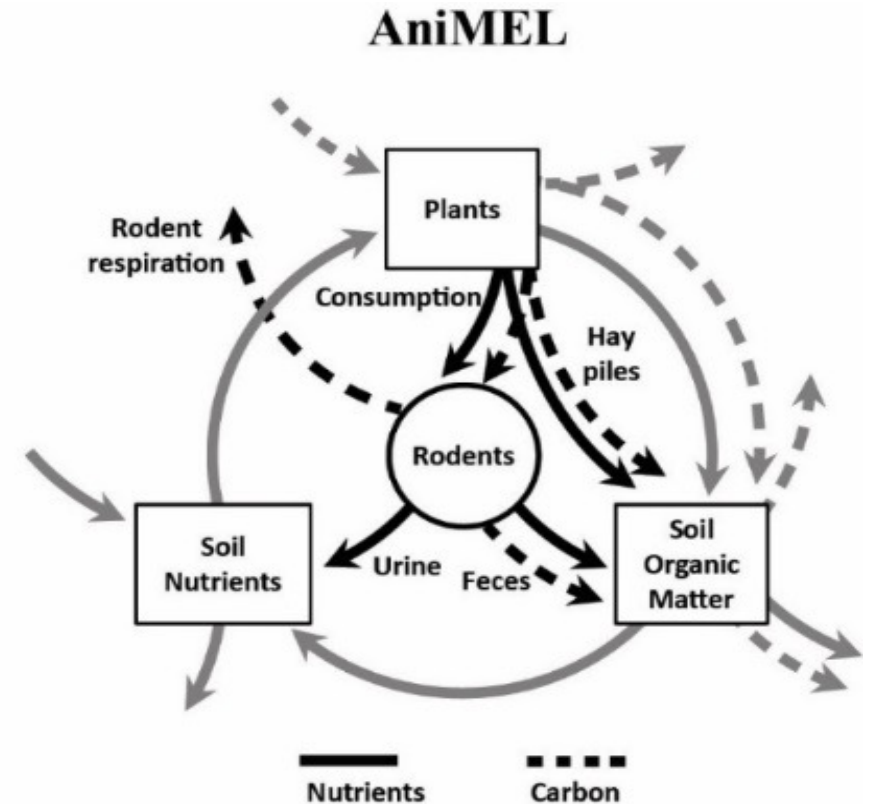 AniMEL
Plants
Rodent
respiration
Consumption
Hay
piles
Rodents
Soil
Nutrients
Urine
Feces
Soil
Organic
Matter
Nutrients
Carbon